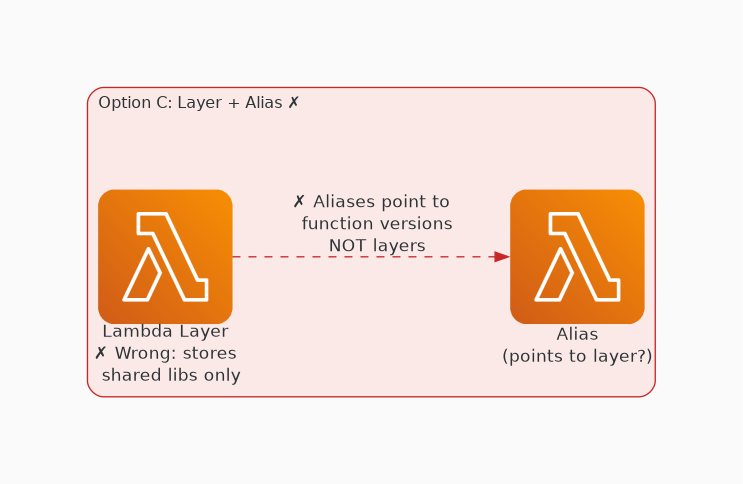 Option C: Layer + Alias ✗
✗ Aliases point to
function versions
NOT layers
Lambda Layer
✗ Wrong: stores
shared libs only
Alias
(points to layer?)